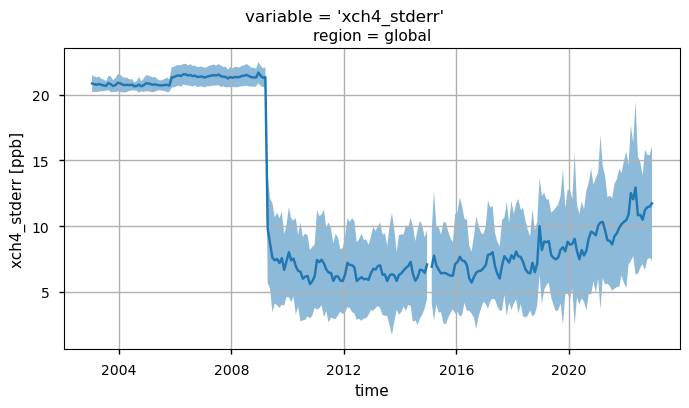 variable = 'xch4_stderr'
region = global
xch4_stderr [ppb]
20
15
10
5
2004 2008 2012 2016 2020
time